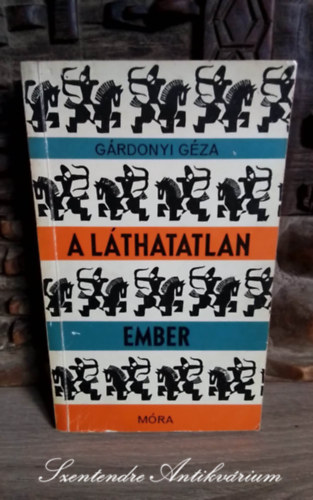 GÁRDONYI GÉZA
A LÁTHATATLAN
EMBER
MÓRA
Szentendre Antikvárium